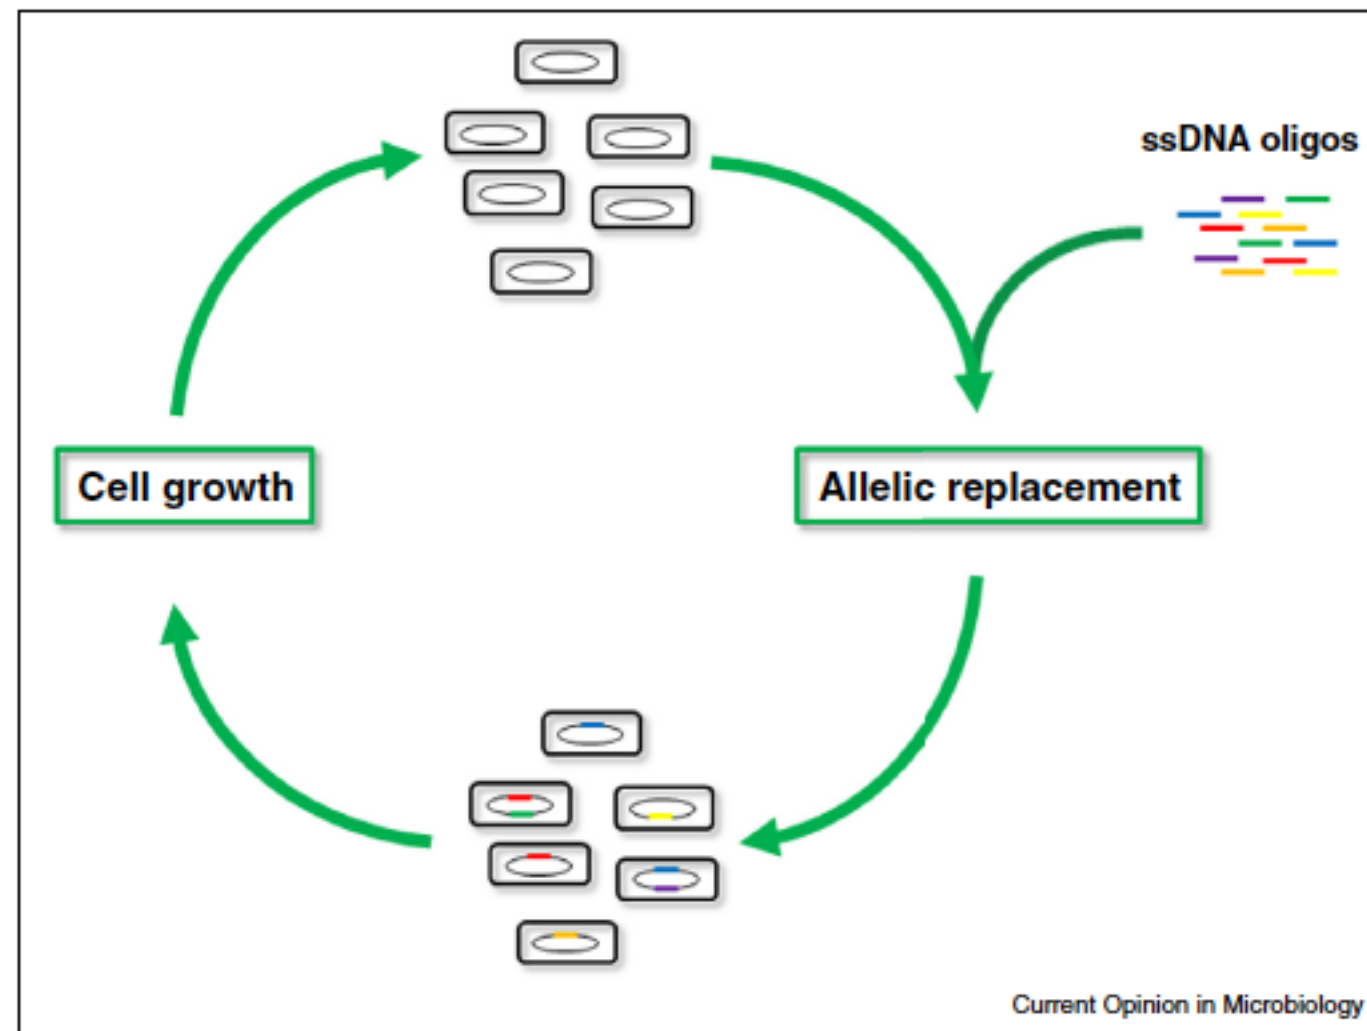 ssDNA oligos
Cell growth
Allelic replacement
Current Opinion in Microbiology